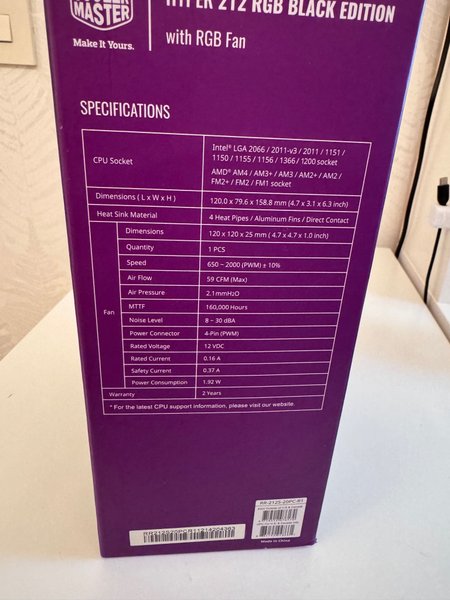 MASTER
Make It Yours.
HYPER 212 RGB BLACK EDITION
with RGB Fan
SPECIFICATIONS
CPU Socket
Intel® LGA 2066 / 2011-v3 / 2011 / 1151 /
1150 / 1155 / 1156 / 1366 / 1200 socket
AMD® AM4 / AM3+ / AM3 / AM2+ / AM2 /
FM2+ / FM2 / FM1 socket
Dimensions ( L x W x H ) 120.0 x 79.6 x 158.8 mm (4.7 x 3.1 x 6.3 inch)
Heat Sink Material 4 Heat Pipes / Aluminum Fins / Direct Contact
Fan
Dimensions 120 x 120 x 25 mm ( 4.7 x 4.7 x 1.0 inch)
Quantity 1 PCS
Speed 650 ~ 2000 (PWM) ± 10%
Air Flow 59 CFM (Max)
Air Pressure 2.1mmH2O
MTTF 160,000 Hours
Noise Level 8 ~ 30 dBA
Power Connector 4-Pin (PWM)
Rated Voltage 12 VDC
Rated Current 0.16 A
Safety Current 0.37 A
Power Consumption 1.92 W
Warranty 2 Years
* For the latest CPU support information, please visit our website.
RR-212S-20PC-R1
RR212S20PCR11214204363
Made in China